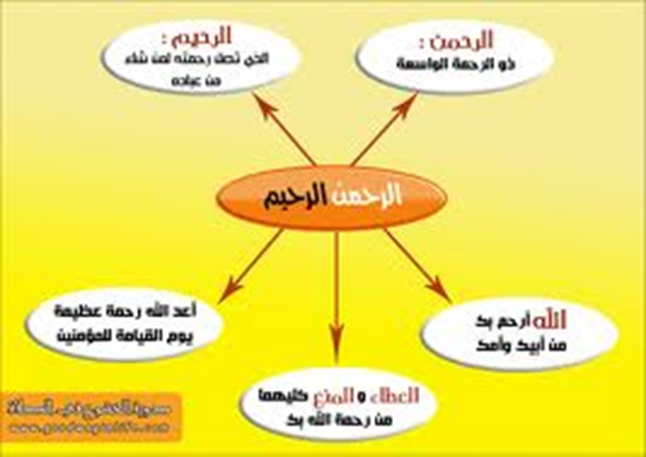 الرحمن :
ذو الرحمة الواسعة
الرحيم :
الذي تصل رحمته لمن شاء
من عباده
الرحمن الرحيم
الله أرحم بك
من أبيك وأمك
العطاء و المنع كليهما
من رحمة الله بك
أعد الله رحمة عظيمة
يوم القيامة للمؤمنين